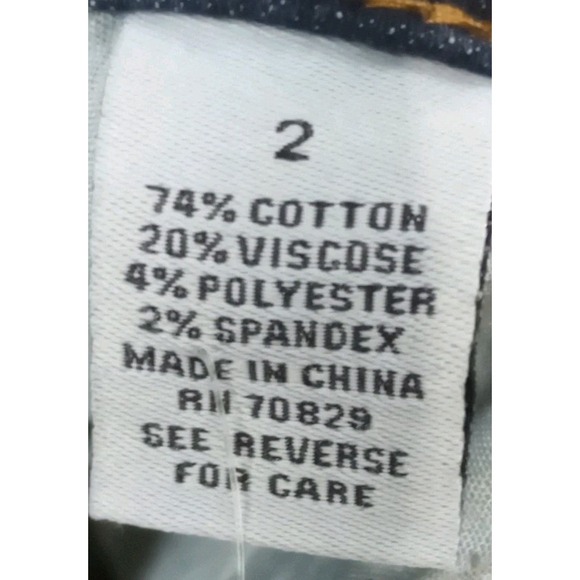 2
74% COTTON
20% VISCOSE
4% POLYESTER
2% SPANDEX
MADE IN CHINA
RN 70829
SEE REVERSE
FOR CARE